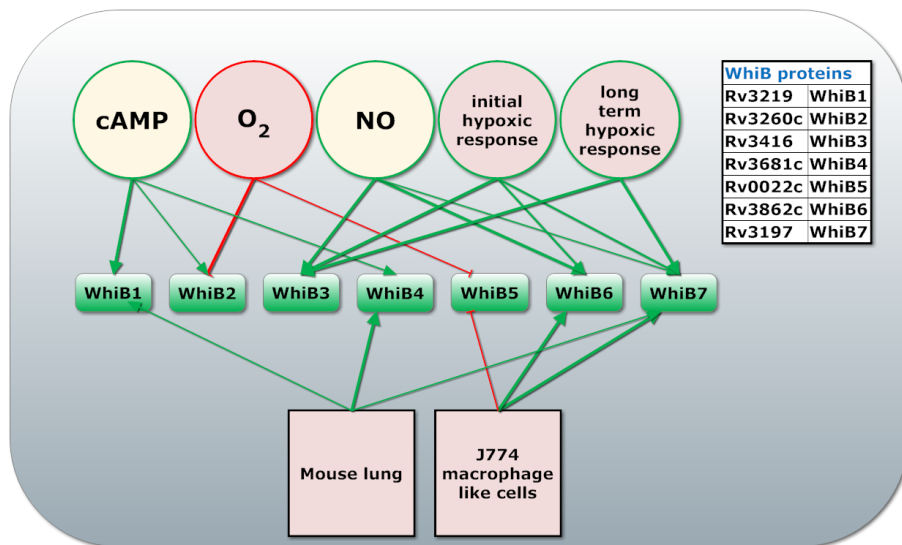 cAMP
O2
NO
initial
hypoxic
response
long
term
hypoxic
response
WhiB proteins
Rv3219 WhiB1
Rv3260c WhiB2
Rv3416 WhiB3
Rv3681c WhiB4
Rv0022c WhiB5
Rv3862c WhiB6
Rv3197 WhiB7
WhiB1 WhiB2 WhiB3 WhiB4 WhiB5 WhiB6 WhiB7
Mouse lung
J774
macrophage
like cells